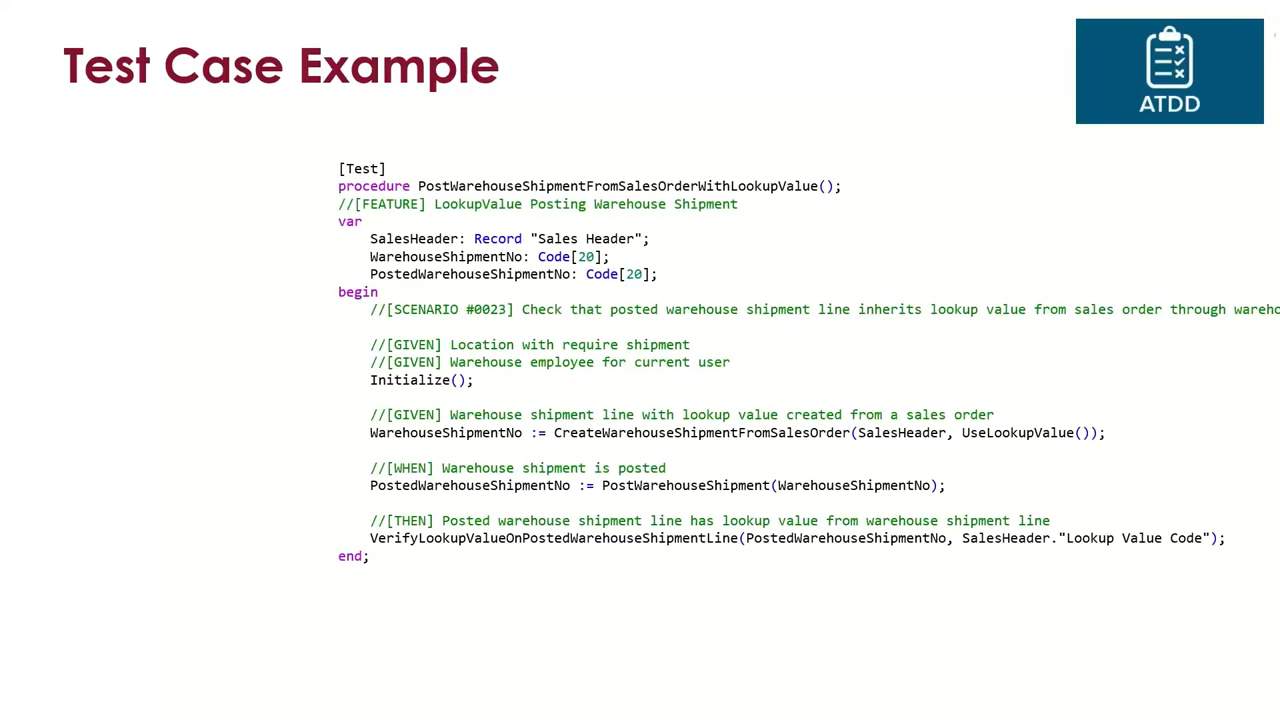 Test Case Example
ATDD
[Test]
procedure PostWarehouseShipmentFromSalesOrderWithLookupValue();
//[FEATURE] LookupValue Posting Warehouse Shipment
var
SalesHeader: Record "Sales Header";
WarehouseShipmentNo: Code[20];
PostedWarehouseShipmentNo: Code[20];
begin
//[SCENARIO #0023] Check that posted warehouse shipment line inherits lookup value from sales order through wareho
//[GIVEN] Location with require shipment
//[GIVEN] Warehouse employee for current user
Initialize();
//[GIVEN] Warehouse shipment line with lookup value created from a sales order
WarehouseShipmentNo := CreateWarehouseShipmentFromSalesOrder(SalesHeader, UseLookupValue());
//[WHEN] Warehouse shipment is posted
PostedWarehouseShipmentNo := PostWarehouseShipment(WarehouseShipmentNo);
//[THEN] Posted warehouse shipment line has lookup value from warehouse shipment line
VerifyLookupValueOnPostedWarehouseShipmentLine(PostedWarehouseShipmentNo, SalesHeader."Lookup Value Code");
end;